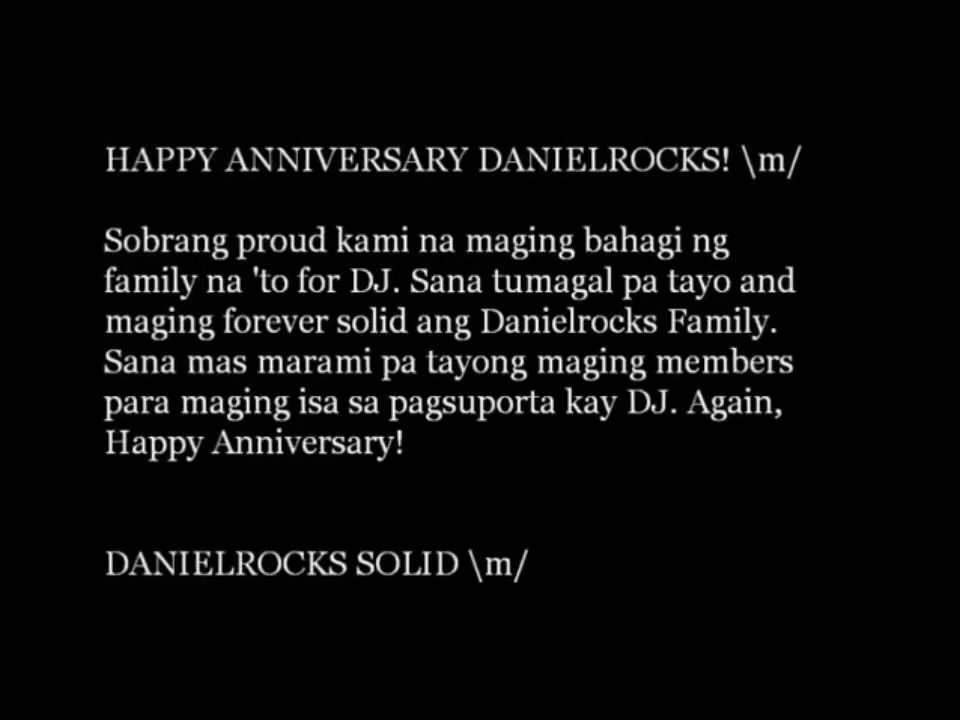 HAPPY ANNIVERSARY DANIELROCKS! \m/
Sobrang proud kami na maging bahagi ng
family na 'to for DJ. Sana tumagal pa tayo and
maging forever solid ang Danielrocks Family.
Sana mas marami pa tayong maging members
para maging isa sa pagsuporta kay DJ. Again,
Happy Anniversary!
DANIELROCKS SOLID \m/